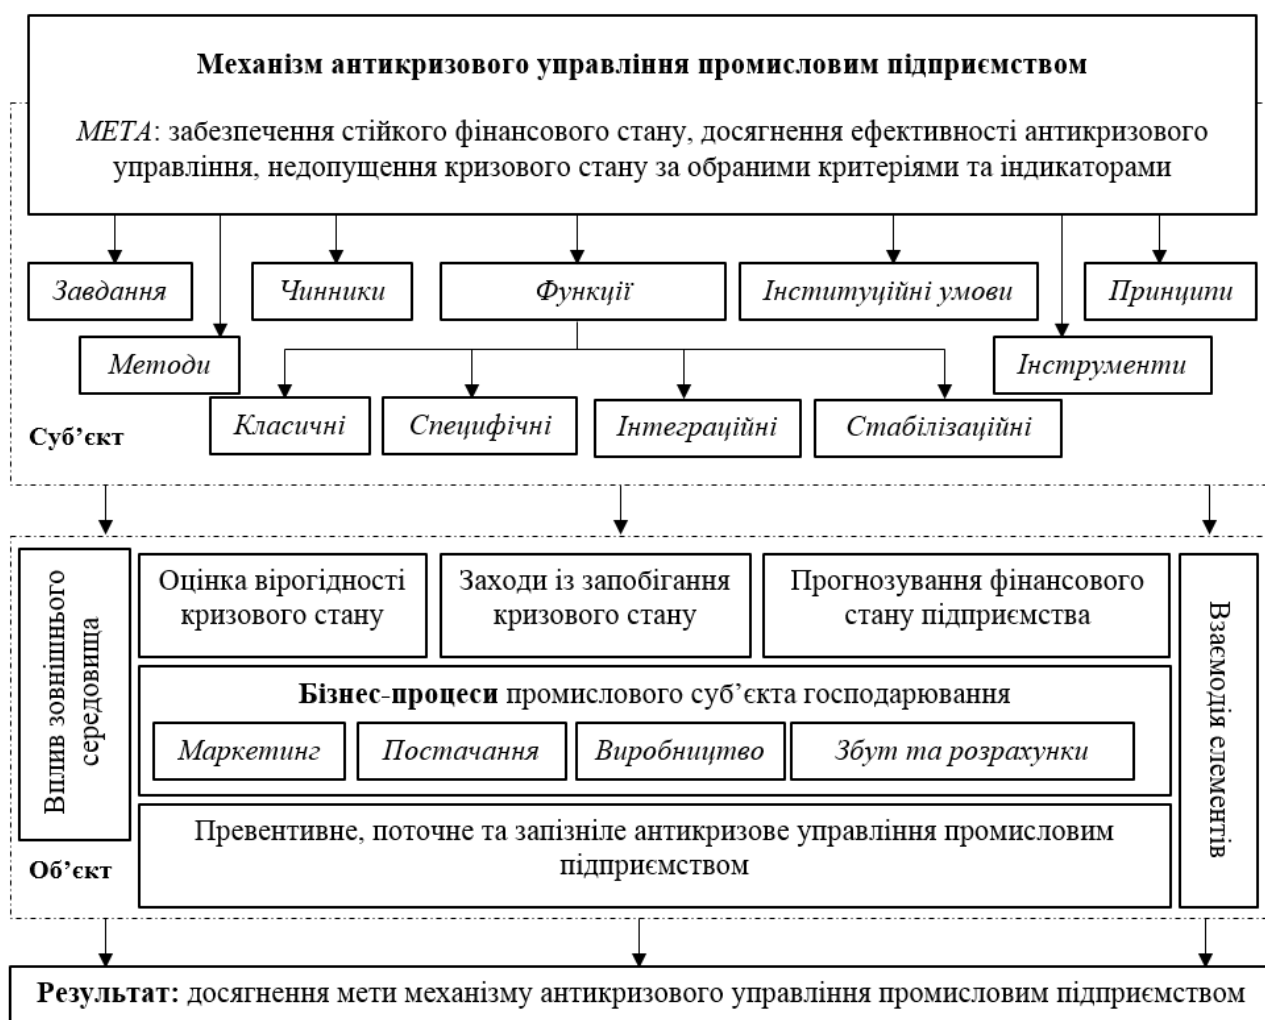 Механізм антикризового управління промисловим підприємством
МЕТА: забезпечення стійкого фінансового стану, досягнення ефективності антикризового
управління, недопущення кризового стану за обраними критеріями та індикаторами
Завдання
Чинники
Функції
Інституційні умови
Принципи
Методи
Інструменти
Класичні
Специфічні
Інтеграційні
Стабілізаційні
Суб’єкт
Вплив зовнішнього
середовища
Оцінка вірогідності
кризового стану
Заходи із запобігання
кризового стану
Прогнозування фінансового
стану підприємства
Взаємодія елементів
Бізнес-процеси промислового суб’єкта господарювання
Маркетинг
Постачання
Виробництво
Збут та розрахунки
Превентивне, поточне та запізніле антикризове управління промисловим
підприємством
Об’єкт
Результат: досягнення мети механізму антикризового управління промисловим підприємством